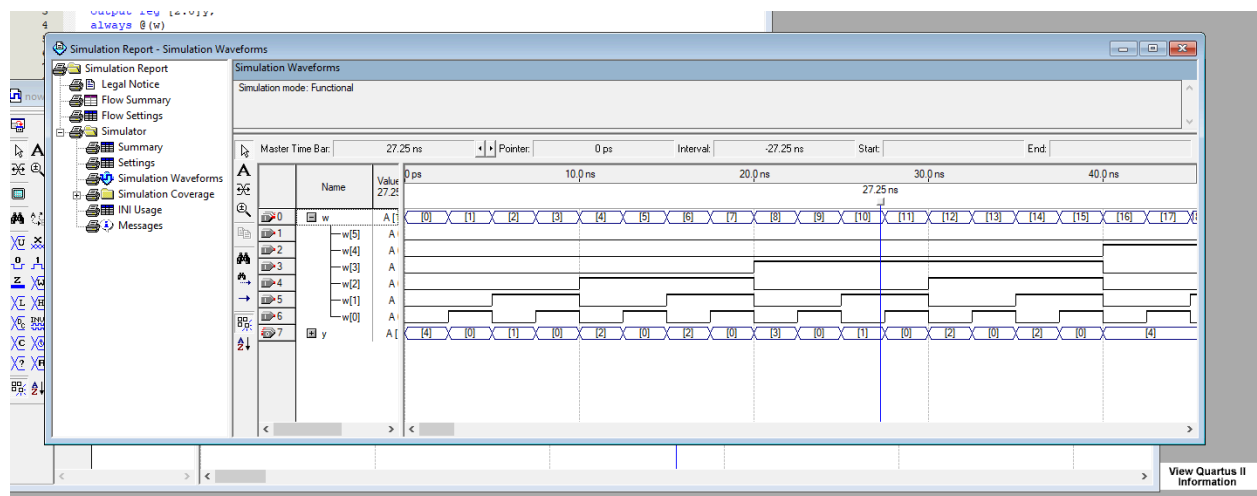 4 always @(w)
Simulation Report - Simulation Waveforms
Simulation Report
Legal Notice
Flow Summary
Flow Settings
Simulator
Summary
Settings
Simulation Waveforms
Simulation Coverage
INI Usage
Messages
Simulation Waveforms
Simulation mode: Functional
Master Time Bar: 27.25 ns Pointer: 0 ps Interval: -27.25 ns Start: End:
Name Value 27.25
0 ps 10.0 ns 20.0 ns 30.0 ns 40.0 ns
27.25 ns
0 w A [1 [0] [1] [2] [3] [4] [5] [6] [7] [8] [9] [10] [11] [12] [13] [14] [15] [16] [17]
1 w[5] A
2 w[4] A
3 w[3] A
4 w[2] A
5 w[1] A
6 w[0] A
7 y A [ [4] [0] [1] [0] [2] [0] [2] [0] [3] [0] [1] [0] [2] [0] [2] [0] [4]
View Quartus II
Information